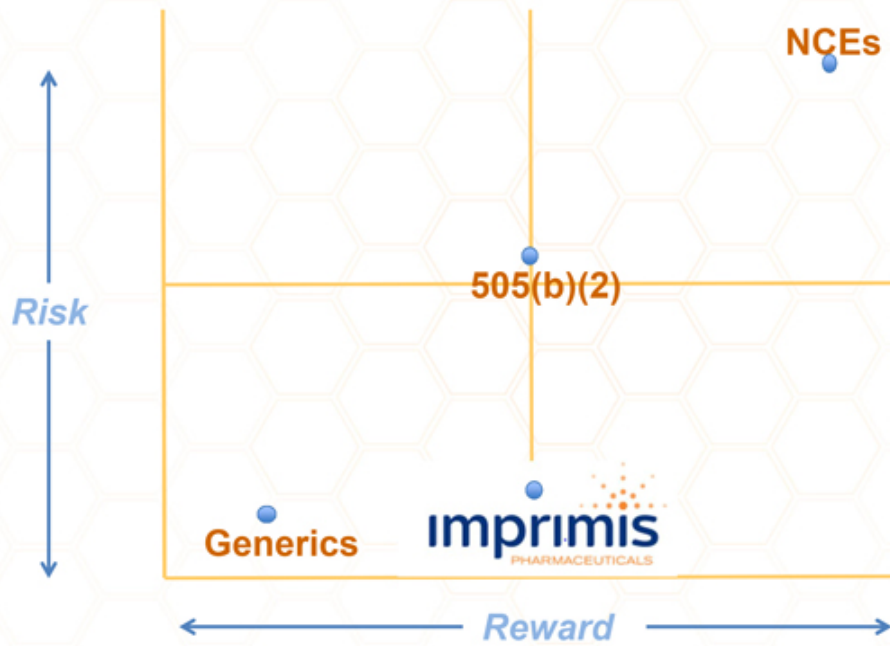 NCEs
505(b)(2)
Risk
imprimis
PHARMACEUTICALS
Generics
Reward